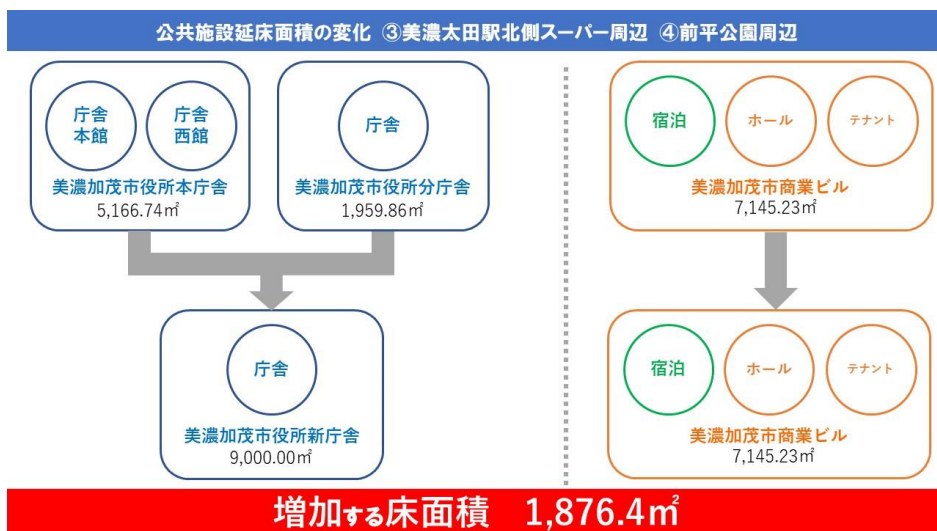 公共施設延床面積の変化 ③美濃太田駅北側スーパー周辺 ④前平公園周辺
庁舎
本館
庁舎
西館
美濃加茂市役所本庁舎
5,166.74㎡
庁舎
美濃加茂市役所分庁舎
1,959.86㎡
宿泊
ホール
テナント
美濃加茂市商業ビル
7,145.23㎡
庁舎
美濃加茂市役所新庁舎
9,000.00㎡
宿泊
ホール
テナント
美濃加茂市商業ビル
7,145.23㎡
増加する床面積 1,876.4㎡